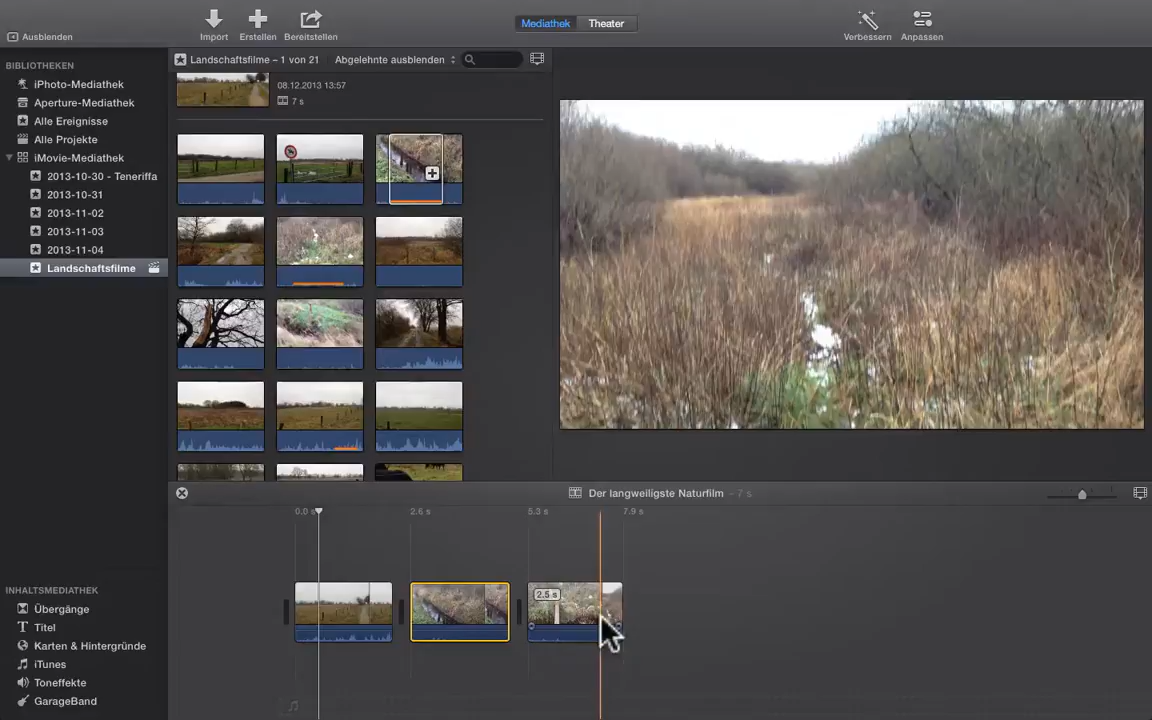 Ausblenden
Import
Erstellen
Bereitstellen
Mediathek
Theater
Verbessern
Anpassen
BIBLIOTHEKEN
iPhoto-Mediathek
Aperture-Mediathek
Alle Ereignisse
Alle Projekte
iMovie-Mediathek
2013-10-30 - Teneriffa
2013-10-31
2013-11-02
2013-11-03
2013-11-04
Landschaftsfilme
Landschaftsfilme – 1 von 21
Abgelehnte ausblenden
08.12.2013 13:57
7 s
Der langweiligste Naturfilm - 7 s
0.0 s
2.6 s
5.3 s
7.9 s
2.5 s
INHALTSMEDIATHEK
Übergänge
T Titel
Karten & Hintergründe
iTunes
Toneffekte
GarageBand